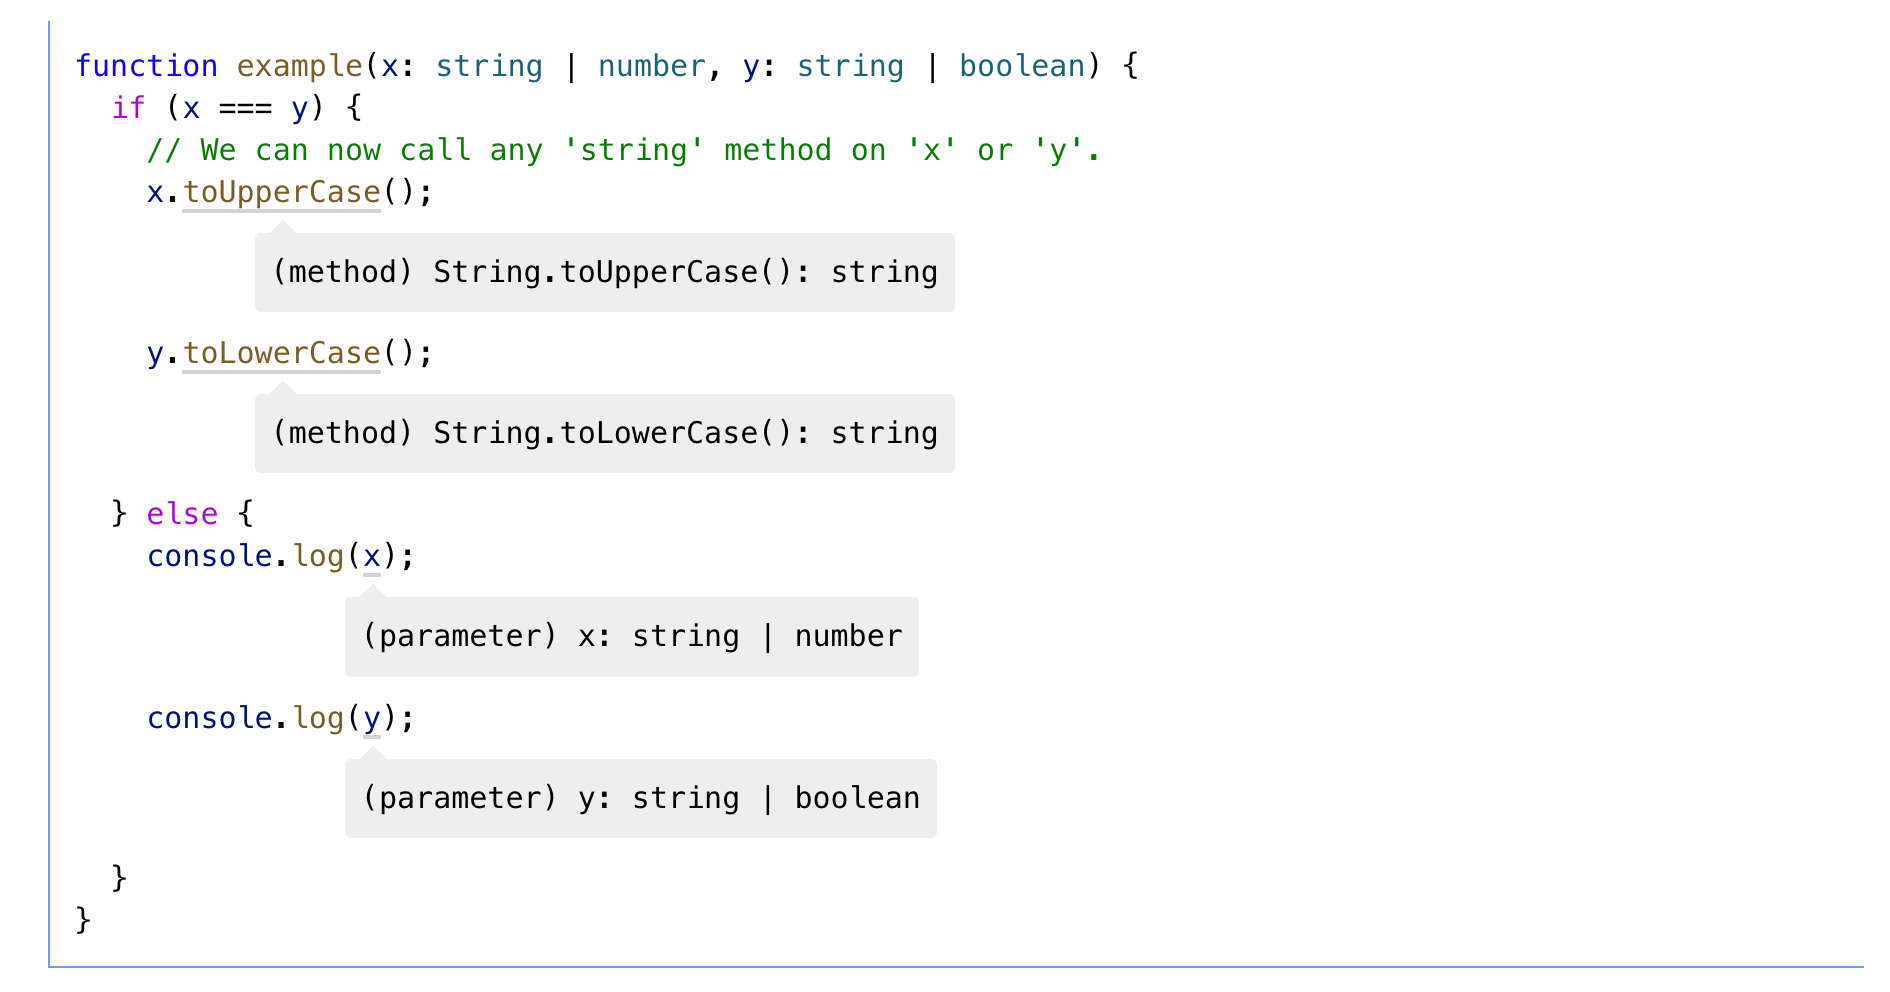 function example(x: string | number, y: string | boolean) {
  if (x === y) {
    // We can now call any 'string' method on 'x' or 'y'.
    x.toUpperCase();
          (method) String.toUpperCase(): string
    y.toLowerCase();
          (method) String.toLowerCase(): string
  } else {
    console.log(x);
               (parameter) x: string | number
    console.log(y);
               (parameter) y: string | boolean
  }
}